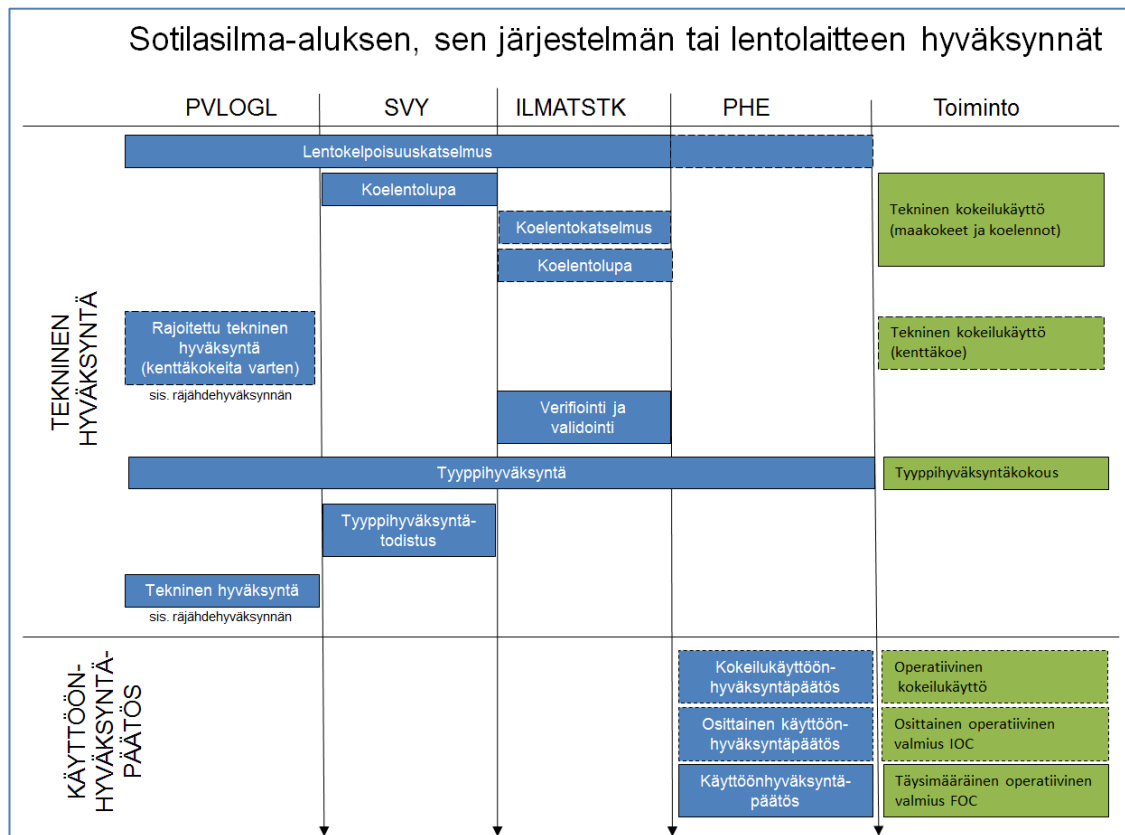 Sotilasilma-aluksen, sen järjestelmän tai lentolaitteen hyväksynnät
PVLOGL
SVY
ILMATSTK
PHE
Toiminto
TEKNINEN
HYVÄKSYNTÄ
Lentokelpoisuuskatselmus
Koelentolupa
Koelentokatselmus
Koelentolupa
Tekninen kokeilukäyttö
(maakokeet ja koelennot)
Rajoitettu tekninen
hyväksyntä
(kenttäkokeita varten)
sis. räjähdehyväksynnän
Tekninen kokeilukäyttö
(kenttäkoe)
Verifiointi ja
validointi
Tyyppihyväksyntä
Tyyppihyväksyntäkokous
Tyyppihyväksyntä-
todistus
Tekninen hyväksyntä
sis. räjähdehyväksynnän
KÄYTTÖÖN-
HYVÄKSYNTÄ-
PÄÄTÖS
Kokeilukäyttöön-
hyväksyntäpäätös
Operatiivinen
kokeilukäyttö
Osittainen käyttöön-
hyväksyntäpäätös
Osittainen operatiivinen
valmius IOC
Käyttöönhyväksyntä-
päätös
Täysimääräinen operatiivinen
valmius FOC